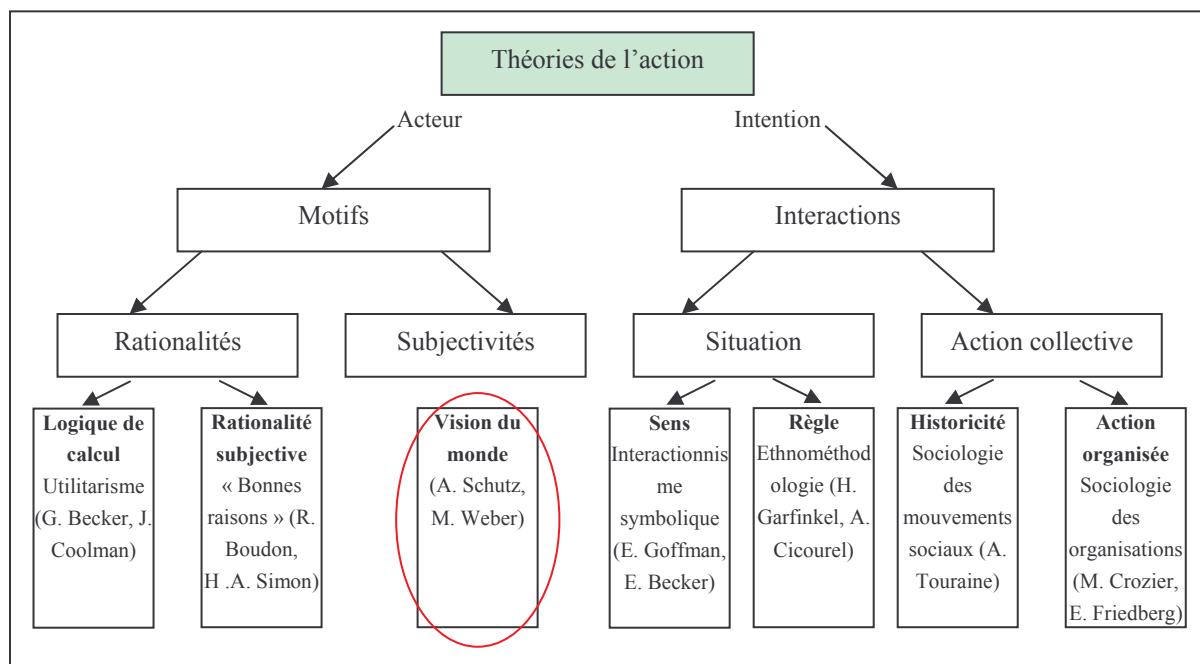 Théories de l’action
Acteur
Intention
Motifs
Interactions
Rationalités
Subjectivités
Situation
Action collective
Logique de
calcul
Utilitarisme
(G. Becker, J.
Coolman)
Rationalité
subjective
« Bonnes
raisons » (R.
Boudon,
H .A. Simon)
Vision du
monde
(A. Schutz,
M. Weber)
Sens
Interactionnis
me
symbolique
(E. Goffman,
E. Becker)
Règle
Ethnométhod
ologie (H.
Garfinkel, A.
Cicourel)
Historicité
Sociologie
des
mouvements
sociaux (A.
Touraine)
Action
organisée
Sociologie
des
organisations
(M. Crozier,
E. Friedberg)